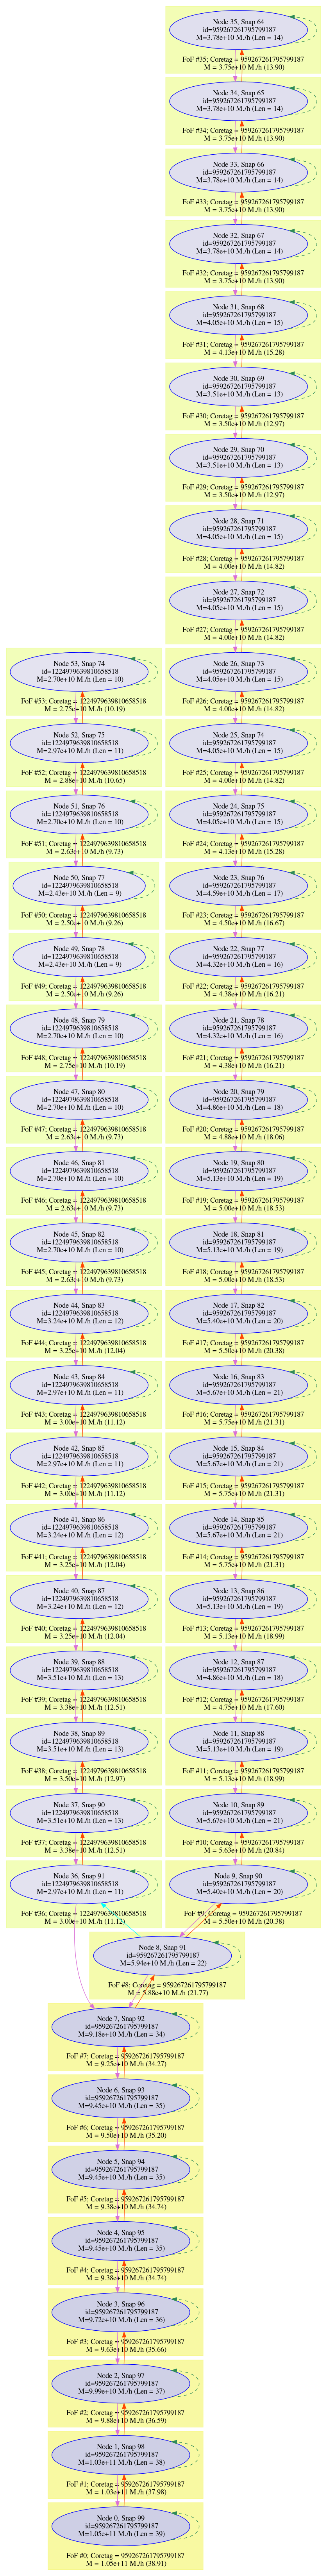 Node 35, Snap 64
id=959267261795799187
M=3.78e+10 M./h (Len = 14)
FoF #35; Coretag = 959267261795799187
M = 3.75e+10 M./h (13.90)
Node 34, Snap 65
id=959267261795799187
M=3.78e+10 M./h (Len = 14)
FoF #34; Coretag = 959267261795799187
M = 3.75e+10 M./h (13.90)
Node 33, Snap 66
id=959267261795799187
M=3.78e+10 M./h (Len = 14)
FoF #33; Coretag = 959267261795799187
M = 3.75e+10 M./h (13.90)
Node 32, Snap 67
id=959267261795799187
M=3.78e+10 M./h (Len = 14)
FoF #32; Coretag = 959267261795799187
M = 3.75e+10 M./h (13.90)
Node 31, Snap 68
id=959267261795799187
M=4.05e+10 M./h (Len = 15)
FoF #31; Coretag = 959267261795799187
M = 4.13e+10 M./h (15.28)
Node 30, Snap 69
id=959267261795799187
M=3.51e+10 M./h (Len = 13)
FoF #30; Coretag = 959267261795799187
M = 3.50e+10 M./h (12.97)
Node 29, Snap 70
id=959267261795799187
M=3.51e+10 M./h (Len = 13)
FoF #29; Coretag = 959267261795799187
M = 3.50e+10 M./h (12.97)
Node 28, Snap 71
id=959267261795799187
M=4.05e+10 M./h (Len = 15)
FoF #28; Coretag = 959267261795799187
M = 4.00e+10 M./h (14.82)
Node 27, Snap 72
id=959267261795799187
M=4.05e+10 M./h (Len = 15)
FoF #27; Coretag = 959267261795799187
M = 4.00e+10 M./h (14.82)
Node 26, Snap 73
id=959267261795799187
M=4.05e+10 M./h (Len = 15)
FoF #26; Coretag = 959267261795799187
M = 4.00e+10 M./h (14.82)
Node 25, Snap 74
id=959267261795799187
M=4.05e+10 M./h (Len = 15)
FoF #25; Coretag = 959267261795799187
M = 4.00e+10 M./h (14.82)
Node 24, Snap 75
id=959267261795799187
M=4.05e+10 M./h (Len = 15)
FoF #24; Coretag = 959267261795799187
M = 4.13e+10 M./h (15.28)
Node 23, Snap 76
id=959267261795799187
M=4.59e+10 M./h (Len = 17)
FoF #23; Coretag = 959267261795799187
M = 4.50e+10 M./h (16.67)
Node 22, Snap 77
id=959267261795799187
M=4.32e+10 M./h (Len = 16)
FoF #22; Coretag = 959267261795799187
M = 4.38e+10 M./h (16.21)
Node 21, Snap 78
id=959267261795799187
M=4.32e+10 M./h (Len = 16)
FoF #21; Coretag = 959267261795799187
M = 4.38e+10 M./h (16.21)
Node 20, Snap 79
id=959267261795799187
M=4.86e+10 M./h (Len = 18)
FoF #20; Coretag = 959267261795799187
M = 4.88e+10 M./h (18.06)
Node 19, Snap 80
id=959267261795799187
M=5.13e+10 M./h (Len = 19)
FoF #19; Coretag = 959267261795799187
M = 5.00e+10 M./h (18.53)
Node 18, Snap 81
id=959267261795799187
M=5.13e+10 M./h (Len = 19)
FoF #18; Coretag = 959267261795799187
M = 5.00e+10 M./h (18.53)
Node 17, Snap 82
id=959267261795799187
M=5.40e+10 M./h (Len = 20)
FoF #17; Coretag = 959267261795799187
M = 5.50e+10 M./h (20.38)
Node 16, Snap 83
id=959267261795799187
M=5.67e+10 M./h (Len = 21)
FoF #16; Coretag = 959267261795799187
M = 5.75e+10 M./h (21.31)
Node 15, Snap 84
id=959267261795799187
M=5.67e+10 M./h (Len = 21)
FoF #15; Coretag = 959267261795799187
M = 5.75e+10 M./h (21.31)
Node 14, Snap 85
id=959267261795799187
M=5.67e+10 M./h (Len = 21)
FoF #14; Coretag = 959267261795799187
M = 5.75e+10 M./h (21.31)
Node 13, Snap 86
id=959267261795799187
M=5.13e+10 M./h (Len = 19)
FoF #13; Coretag = 959267261795799187
M = 5.13e+10 M./h (18.99)
Node 12, Snap 87
id=959267261795799187
M=4.86e+10 M./h (Len = 18)
FoF #12; Coretag = 959267261795799187
M = 4.75e+10 M./h (17.60)
Node 11, Snap 88
id=959267261795799187
M=5.13e+10 M./h (Len = 19)
FoF #11; Coretag = 959267261795799187
M = 5.13e+10 M./h (18.99)
Node 10, Snap 89
id=959267261795799187
M=5.67e+10 M./h (Len = 21)
FoF #10; Coretag = 959267261795799187
M = 5.63e+10 M./h (20.84)
Node 9, Snap 90
id=959267261795799187
M=5.40e+10 M./h (Len = 20)
FoF #9; Coretag = 959267261795799187
M = 5.50e+10 M./h (20.38)
Node 53, Snap 74
id=1224979639810658518
M=2.70e+10 M./h (Len = 10)
FoF #53; Coretag = 1224979639810658518
M = 2.75e+10 M./h (10.19)
Node 52, Snap 75
id=1224979639810658518
M=2.97e+10 M./h (Len = 11)
FoF #52; Coretag = 1224979639810658518
M = 2.88e+10 M./h (10.65)
Node 51, Snap 76
id=1224979639810658518
M=2.70e+10 M./h (Len = 10)
FoF #51; Coretag = 1224979639810658518
M = 2.63e+10 M./h (9.73)
Node 50, Snap 77
id=1224979639810658518
M=2.43e+10 M./h (Len = 9)
FoF #50; Coretag = 1224979639810658518
M = 2.50e+10 M./h (9.26)
Node 49, Snap 78
id=1224979639810658518
M=2.43e+10 M./h (Len = 9)
FoF #49; Coretag = 1224979639810658518
M = 2.50e+10 M./h (9.26)
Node 48, Snap 79
id=1224979639810658518
M=2.70e+10 M./h (Len = 10)
FoF #48; Coretag = 1224979639810658518
M = 2.75e+10 M./h (10.19)
Node 47, Snap 80
id=1224979639810658518
M=2.70e+10 M./h (Len = 10)
FoF #47; Coretag = 1224979639810658518
M = 2.63e+10 M./h (9.73)
Node 46, Snap 81
id=1224979639810658518
M=2.70e+10 M./h (Len = 10)
FoF #46; Coretag = 1224979639810658518
M = 2.63e+10 M./h (9.73)
Node 45, Snap 82
id=1224979639810658518
M=2.70e+10 M./h (Len = 10)
FoF #45; Coretag = 1224979639810658518
M = 2.63e+10 M./h (9.73)
Node 44, Snap 83
id=1224979639810658518
M=3.24e+10 M./h (Len = 12)
FoF #44; Coretag = 1224979639810658518
M = 3.25e+10 M./h (12.04)
Node 43, Snap 84
id=1224979639810658518
M=2.97e+10 M./h (Len = 11)
FoF #43; Coretag = 1224979639810658518
M = 3.00e+10 M./h (11.12)
Node 42, Snap 85
id=1224979639810658518
M=2.97e+10 M./h (Len = 11)
FoF #42; Coretag = 1224979639810658518
M = 3.00e+10 M./h (11.12)
Node 41, Snap 86
id=1224979639810658518
M=3.24e+10 M./h (Len = 12)
FoF #41; Coretag = 1224979639810658518
M = 3.25e+10 M./h (12.04)
Node 40, Snap 87
id=1224979639810658518
M=3.24e+10 M./h (Len = 12)
FoF #40; Coretag = 1224979639810658518
M = 3.25e+10 M./h (12.04)
Node 39, Snap 88
id=1224979639810658518
M=3.51e+10 M./h (Len = 13)
FoF #39; Coretag = 1224979639810658518
M = 3.38e+10 M./h (12.51)
Node 38, Snap 89
id=1224979639810658518
M=3.51e+10 M./h (Len = 13)
FoF #38; Coretag = 1224979639810658518
M = 3.50e+10 M./h (12.97)
Node 37, Snap 90
id=1224979639810658518
M=3.51e+10 M./h (Len = 13)
FoF #37; Coretag = 1224979639810658518
M = 3.38e+10 M./h (12.51)
Node 36, Snap 91
id=1224979639810658518
M=2.97e+10 M./h (Len = 11)
FoF #36; Coretag = 1224979639810658518
M = 3.00e+10 M./h (11.12)
Node 8, Snap 91
id=959267261795799187
M=5.94e+10 M./h (Len = 22)
FoF #8; Coretag = 959267261795799187
M = 5.88e+10 M./h (21.77)
Node 7, Snap 92
id=959267261795799187
M=9.18e+10 M./h (Len = 34)
FoF #7; Coretag = 959267261795799187
M = 9.25e+10 M./h (34.27)
Node 6, Snap 93
id=959267261795799187
M=9.45e+10 M./h (Len = 35)
FoF #6; Coretag = 959267261795799187
M = 9.50e+10 M./h (35.20)
Node 5, Snap 94
id=959267261795799187
M=9.45e+10 M./h (Len = 35)
FoF #5; Coretag = 959267261795799187
M = 9.38e+10 M./h (34.74)
Node 4, Snap 95
id=959267261795799187
M=9.45e+10 M./h (Len = 35)
FoF #4; Coretag = 959267261795799187
M = 9.38e+10 M./h (34.74)
Node 3, Snap 96
id=959267261795799187
M=9.72e+10 M./h (Len = 36)
FoF #3; Coretag = 959267261795799187
M = 9.63e+10 M./h (35.66)
Node 2, Snap 97
id=959267261795799187
M=9.99e+10 M./h (Len = 37)
FoF #2; Coretag = 959267261795799187
M = 9.88e+10 M./h (36.59)
Node 1, Snap 98
id=959267261795799187
M=1.03e+11 M./h (Len = 38)
FoF #1; Coretag = 959267261795799187
M = 1.03e+11 M./h (37.98)
Node 0, Snap 99
id=959267261795799187
M=1.05e+11 M./h (Len = 39)
FoF #0; Coretag = 959267261795799187
M = 1.05e+11 M./h (38.91)